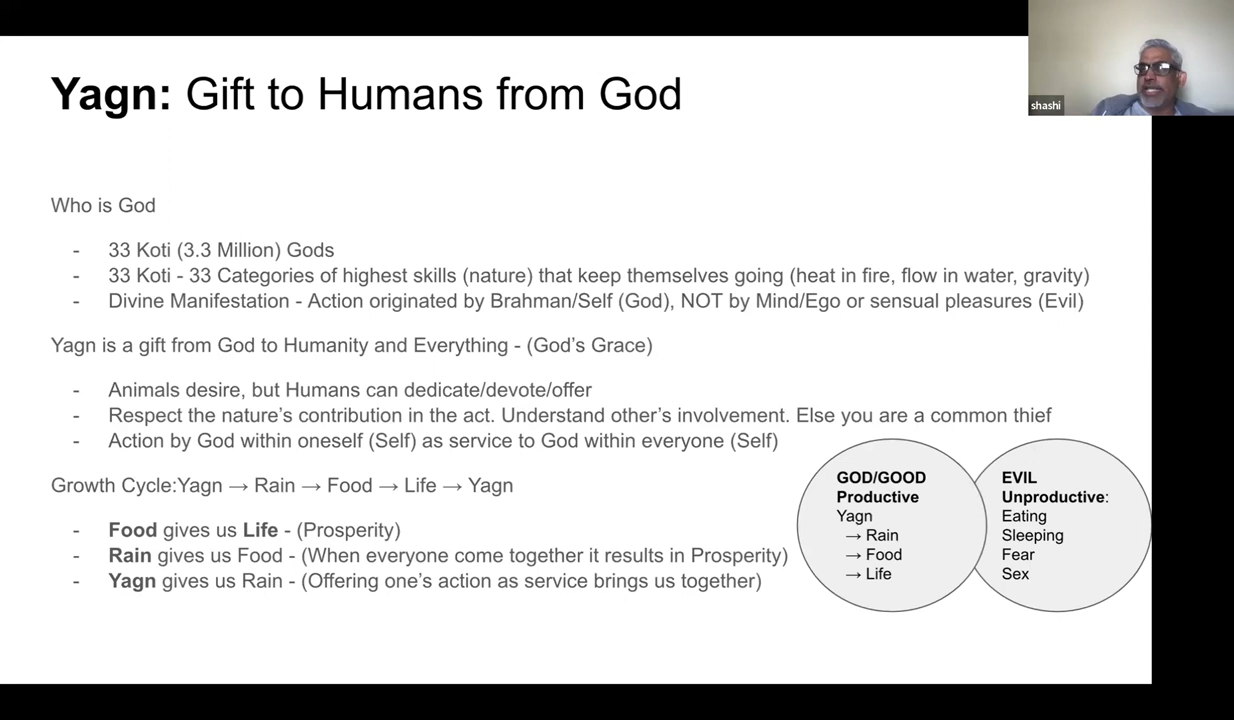 Yagn: Gift to Humans from God
shashi
Who is God
- 33 Koti (3.3 Million) Gods
- 33 Koti - 33 Categories of highest skills (nature) that keep themselves going (heat in fire, flow in water, gravity)
- Divine Manifestation - Action originated by Brahman/Self (God), NOT by Mind/Ego or sensual pleasures (Evil)
Yagn is a gift from God to Humanity and Everything - (God's Grace)
- Animals desire, but Humans can dedicate/devote/offer
- Respect the nature's contribution in the act. Understand other's involvement. Else you are a common thief
- Action by God within oneself (Self) as service to God within everyone (Self)
Growth Cycle:Yagn → Rain → Food → Life → Yagn
- Food gives us Life - (Prosperity)
- Rain gives us Food - (When everyone come together it results in Prosperity)
- Yagn gives us Rain - (Offering one's action as service brings us together)
GOD/GOOD
Productive
Yagn
→ Rain
→ Food
→ Life
EVIL
Unproductive:
Eating
Sleeping
Fear
Sex